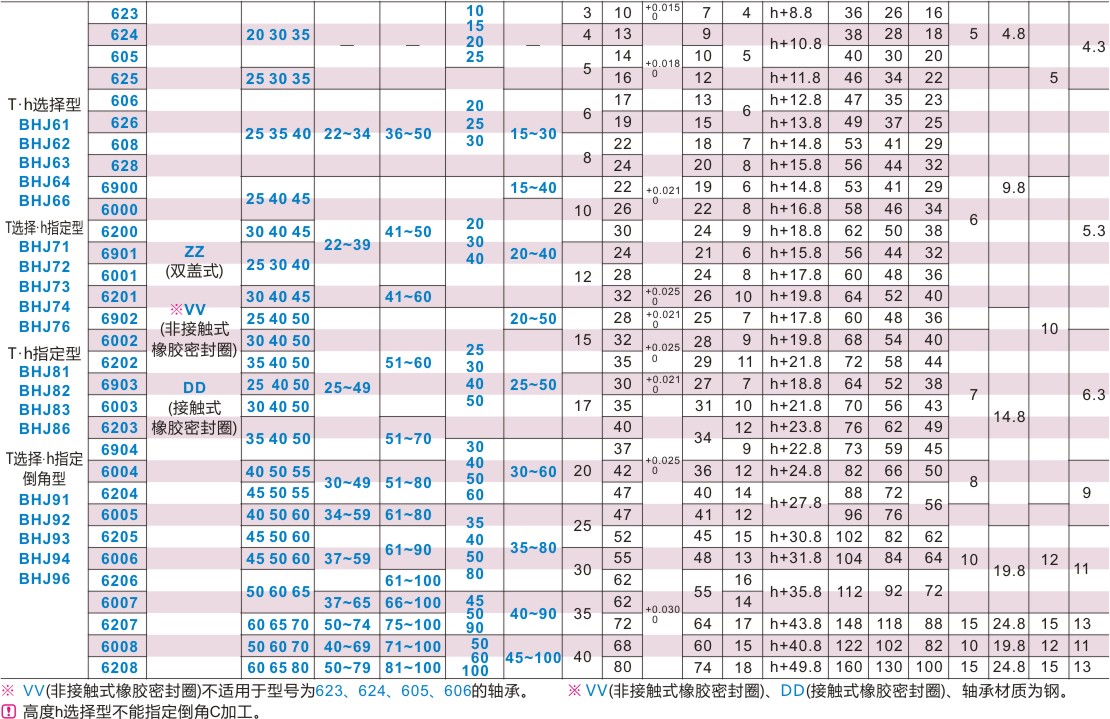 T·h选择型
BHJ61
BHJ62
BHJ63
BHJ64
BHJ66
T选择·h指定型
BHJ71
BHJ72
BHJ73
BHJ74
BHJ76
T·h指定型
BHJ81
BHJ82
BHJ83
BHJ86
T选择·h指定
倒角型
BHJ91
BHJ92
BHJ93
BHJ94
BHJ96
ZZ
(双盖式)
※VV
(非接触式
橡胶密封圈)
DD
(接触式
橡胶密封圈)
623 10 3 10 +0.015 0 7 4 h+8.8 36 26 16
624 20 30 35 — — 15 20 — 4 13 9 h+10.8 38 28 18 5 4.8 4.3
605 25 5 14 +0.018 0 10 5 40 30 20
625 25 30 35 16 12 h+11.8 46 34 22 5
606 20 6 17 13 6 h+12.8 47 35 23
626 25 35 40 22~34 36~50 25 30 15~30 19 15 h+13.8 49 37 25
608 8 22 18 7 h+14.8 53 41 29
628 24 20 8 h+15.8 56 44 32
6900 25 40 45 15~40 22 +0.021 0 19 6 h+14.8 53 41 29 9.8
6000 10 26 22 8 h+16.8 58 46 34 6
6200 30 40 45 22~39 41~50 20 30 40 30 24 9 h+18.8 62 50 38 5.3
6901 25 30 40 20~40 24 21 6 h+15.8 56 44 32
6001 12 28 24 8 h+17.8 60 48 36
6201 30 40 45 41~60 32 +0.025 0 26 10 h+19.8 64 52 40
6902 25 40 50 20~50 28 +0.021 0 25 7 h+17.8 60 48 36 10
6002 30 40 50 25 15 32 +0.025 0 28 9 h+19.8 68 54 40
6202 35 40 50 51~60 30 35 29 11 h+21.8 72 58 44
6903 25 40 50 25~49 40 25~50 30 +0.021 0 27 7 h+18.8 64 52 38 7 6.3
6003 30 40 50 50 17 35 31 10 h+21.8 70 56 43 14.8
6203 35 40 50 51~70 40 34 12 h+23.8 76 62 49
6904 30 37 +0.025 0 9 h+22.8 73 59 45
6004 40 50 55 30~49 51~80 40 50 30~60 20 42 36 12 h+24.8 82 66 50 8
6204 45 50 55 60 47 40 14 h+27.8 88 72 56 9
6005 40 50 60 34~59 61~80 35 25 47 41 12 96 76
6205 45 50 60 61~90 40 35~80 52 45 15 h+30.8 102 82 62
6006 45 50 60 37~59 50 30 55 48 13 h+31.8 104 84 64 10 19.8 12 11
6206 50 60 65 61~100 80 62 55 16 h+35.8 112 92 72
6007 37~65 66~100 45 50 40~90 35 62 +0.030 0 14
6207 60 65 70 50~74 75~100 90 72 64 17 h+43.8 148 118 88 15 24.8 15 13
6008 50 60 70 40~69 71~100 50 60 45~100 40 68 60 15 h+40.8 122 102 82 10 19.8 12 11
6208 60 65 80 50~79 81~100 100 80 74 18 h+49.8 160 130 100 15 24.8 15 13
※ VV(非接触式橡胶密封圈)不适用于型号为623、624、605、606的轴承。 ※ VV(非接触式橡胶密封圈)、DD(接触式橡胶密封圈)、轴承材质为钢。
! 高度h选择型不能指定倒角C加工。